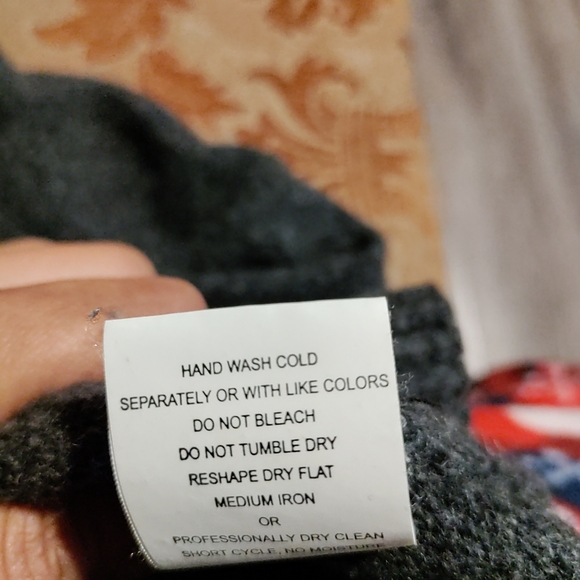 HAND WASH COLD
SEPARATELY OR WITH LIKE COLORS
DO NOT BLEACH
DO NOT TUMBLE DRY
RESHAPE DRY FLAT
MEDIUM IRON
OR
PROFESSIONALLY DRY CLEAN
SHORT CYCLE, NO MOISTURE